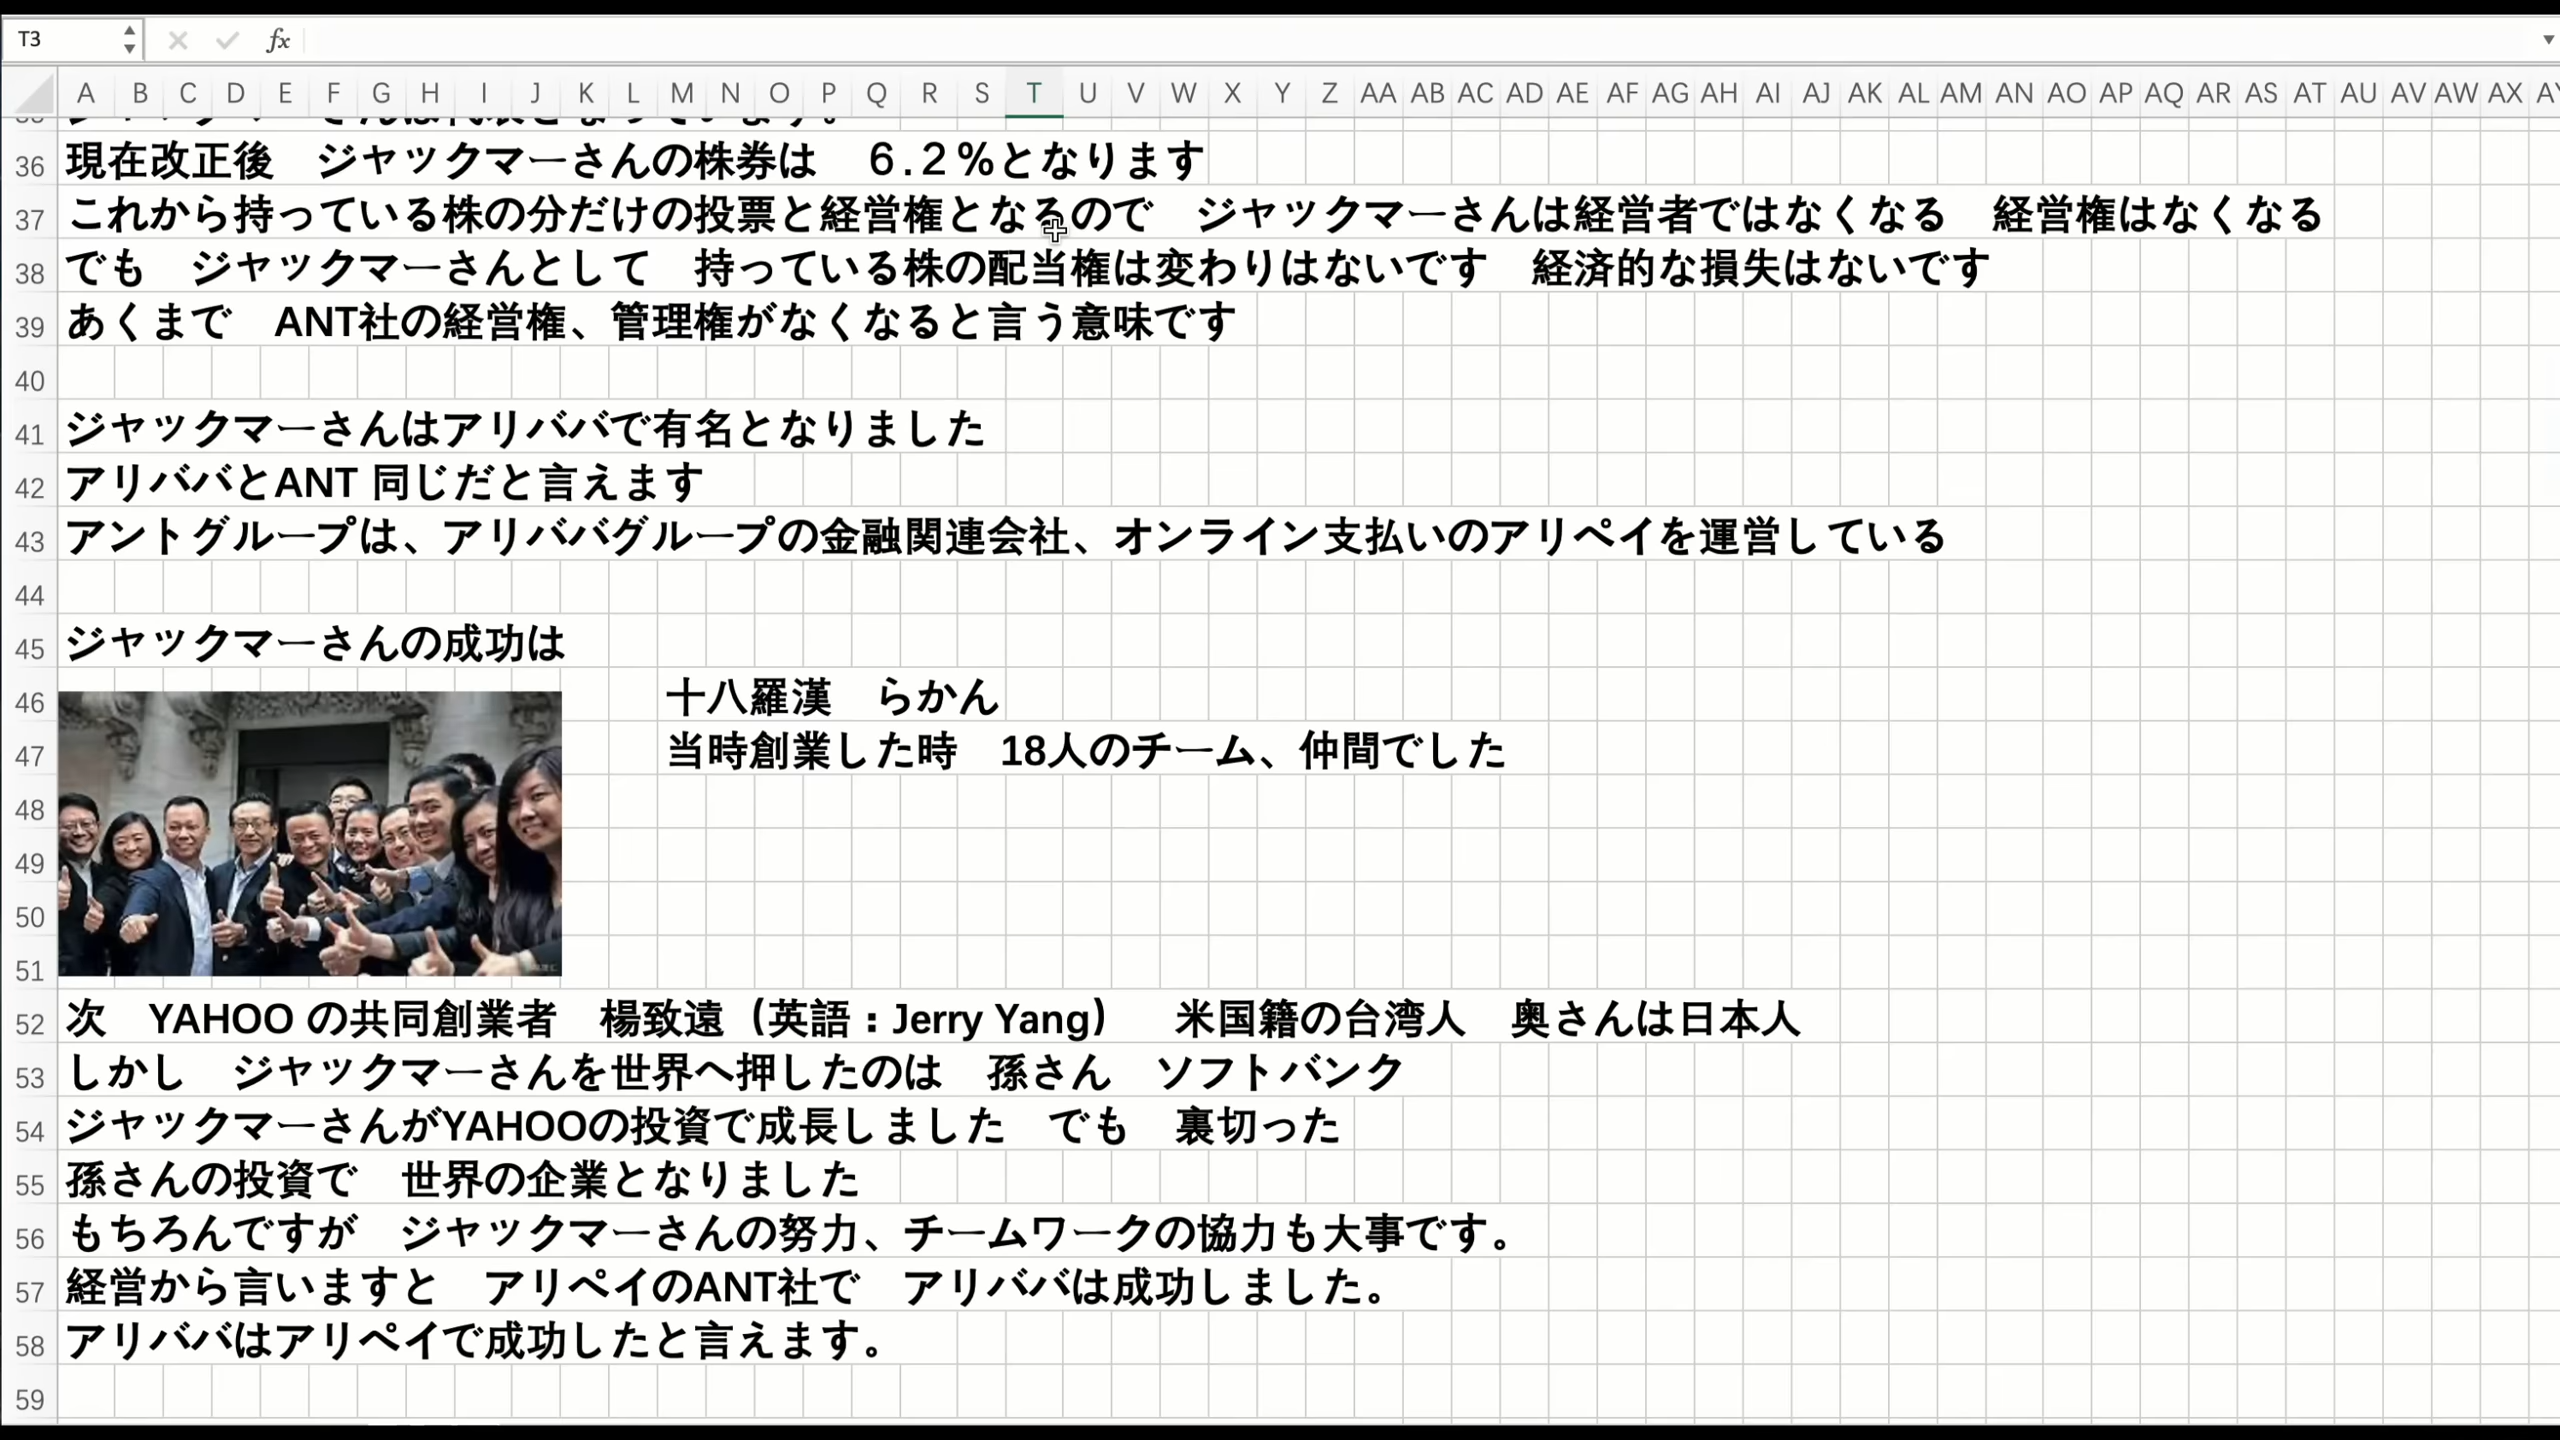 T3 fx
A B C D E F G H I J K L M N O P Q R S T U V W X Y Z AA AB AC AD AE AF AG AH AI AJ AK AL AM AN AO AP AQ AR AS AT AU AV AW AX
36 現在改正後　ジャックマーさんの株券は　6.2%となります
37 これから持っている株の分だけの投票と経営権となるので　ジャックマーさんは経営者ではなくなる　経営権はなくなる
38 でも　ジャックマーさんとして　持っている株の配当権は変わりはないです　経済的な損失はないです
39 あくまで　ANT社の経営権、管理権がなくなると言う意味です
40
41 ジャックマーさんはアリババで有名となりました
42 アリババとANT 同じだと言えます
43 アントグループは、アリババグループの金融関連会社、オンライン支払いのアリペイを運営している
44
45 ジャックマーさんの成功は
46 十八羅漢　らかん
47 当時創業した時　18人のチーム、仲間でした
48
49
50
51
52 次　YAHOO の共同創業者　楊致遠（英語：Jerry Yang）　米国籍の台湾人　奥さんは日本人
53 しかし　ジャックマーさんを世界へ押したのは　孫さん　ソフトバンク
54 ジャックマーさんがYAHOOの投資で成長しました　でも　裏切った
55 孫さんの投資で　世界の企業となりました
56 もちろんですが　ジャックマーさんの努力、チームワークの協力も大事です。
57 経営から言いますと　アリペイのANT社で　アリババは成功しました。
58 アリババはアリペイで成功したと言えます。
59